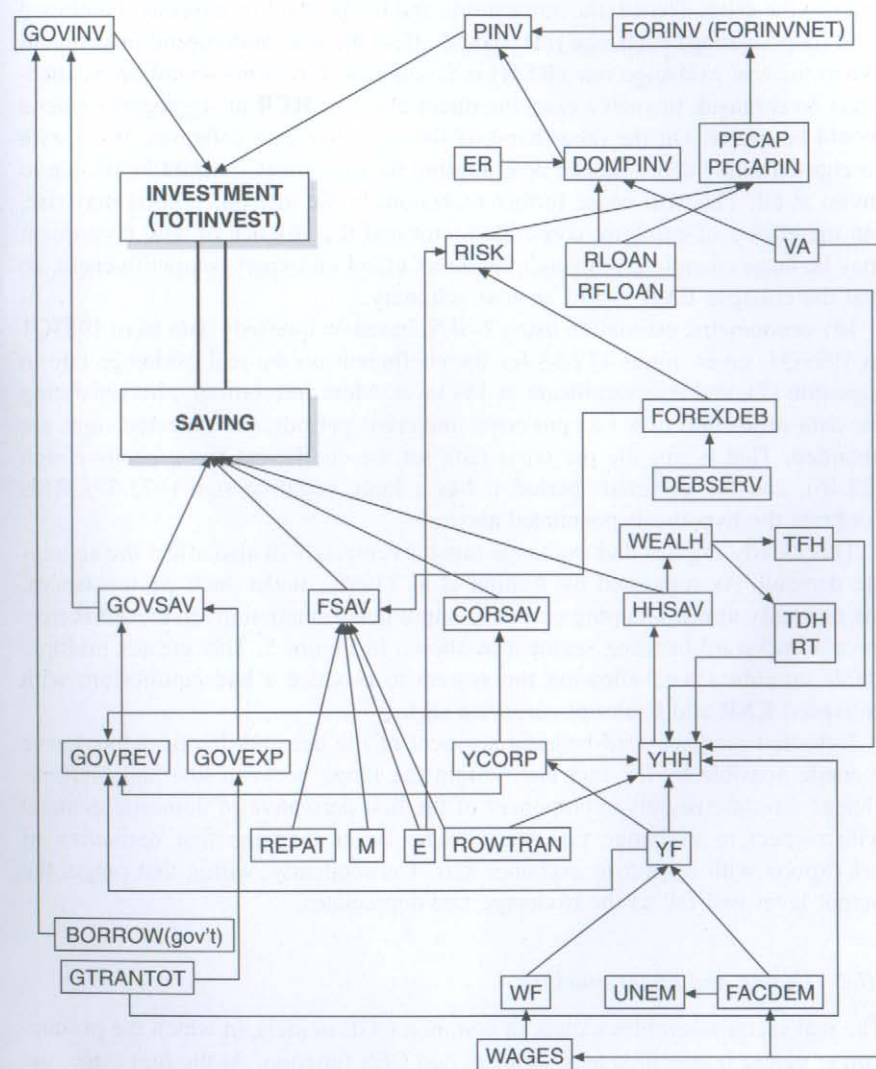 GOVINV
PINV
FORINV (FORINVNET)
ER
DOMPINV
PFCAP
PFCAPIN
INVESTMENT
(TOTINVEST)
RISK
RLOAN
RFLOAN
VA
SAVING
FOREXDEB
DEBSERV
WEALH
TFH
GOVSAV
FSAV
CORSAV
HHSAV
TDH
RT
GOVREV
GOVEXP
YCORP
YHH
REPAT
M
E
ROWTRAN
YF
BORROW(gov't)
GTRANTOT
WF
UNEM
FACDEM
WAGES